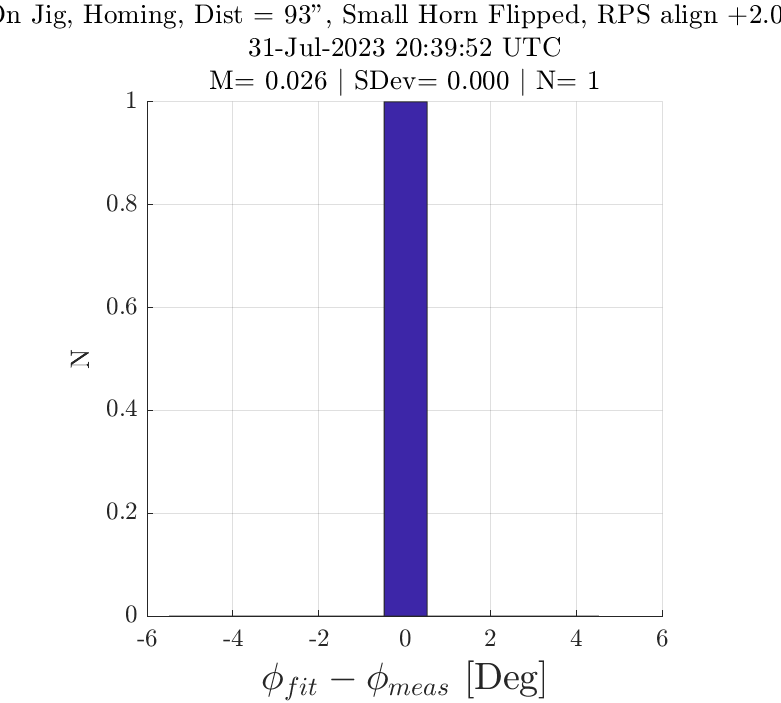 On Jig, Homing, Dist = 93”, Small Horn Flipped, RPS align +2.0
31-Jul-2023 20:39:52 UTC
M= 0.026 | SDev= 0.000 | N= 1
1
0.8
0.6
N
0.4
0.2
0
-6 -4 -2 0 2 4 6
ϕfit − ϕmeas [Deg]